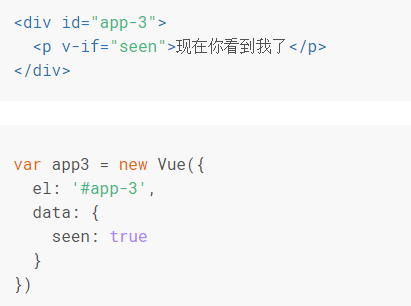 <div id="app-3">
  <p v-if="seen">现在你看到我了</p>
</div>
var app3 = new Vue({
  el: '#app-3',
  data: {
    seen: true
  }
})